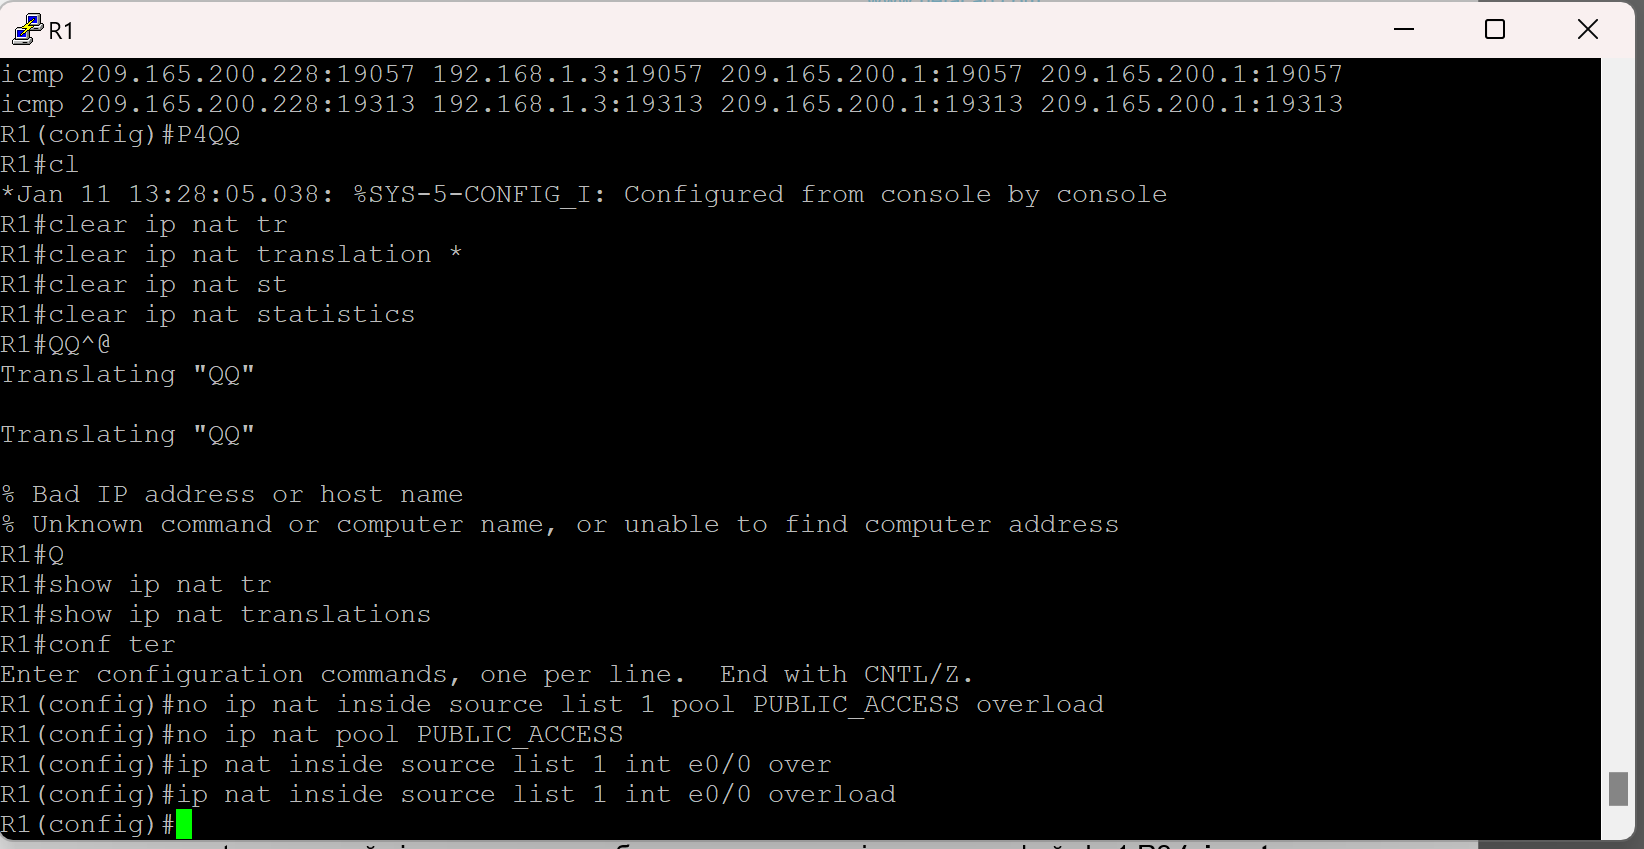 R1
icmp 209.165.200.228:19057 192.168.1.3:19057 209.165.200.1:19057 209.165.200.1:19057
icmp 209.165.200.228:19313 192.168.1.3:19313 209.165.200.1:19313 209.165.200.1:19313
R1(config)#P4QQ
R1#cl
*Jan 11 13:28:05.038: %SYS-5-CONFIG_I: Configured from console by console
R1#clear ip nat tr
R1#clear ip nat translation *
R1#clear ip nat st
R1#clear ip nat statistics
R1#QQ^@
Translating "QQ"
Translating "QQ"
% Bad IP address or host name
% Unknown command or computer name, or unable to find computer address
R1#Q
R1#show ip nat tr
R1#show ip nat translations
R1#conf ter
Enter configuration commands, one per line.  End with CNTL/Z.
R1(config)#no ip nat inside source list 1 pool PUBLIC_ACCESS overload
R1(config)#no ip nat pool PUBLIC_ACCESS
R1(config)#ip nat inside source list 1 int e0/0 over
R1(config)#ip nat inside source list 1 int e0/0 overload
R1(config)#